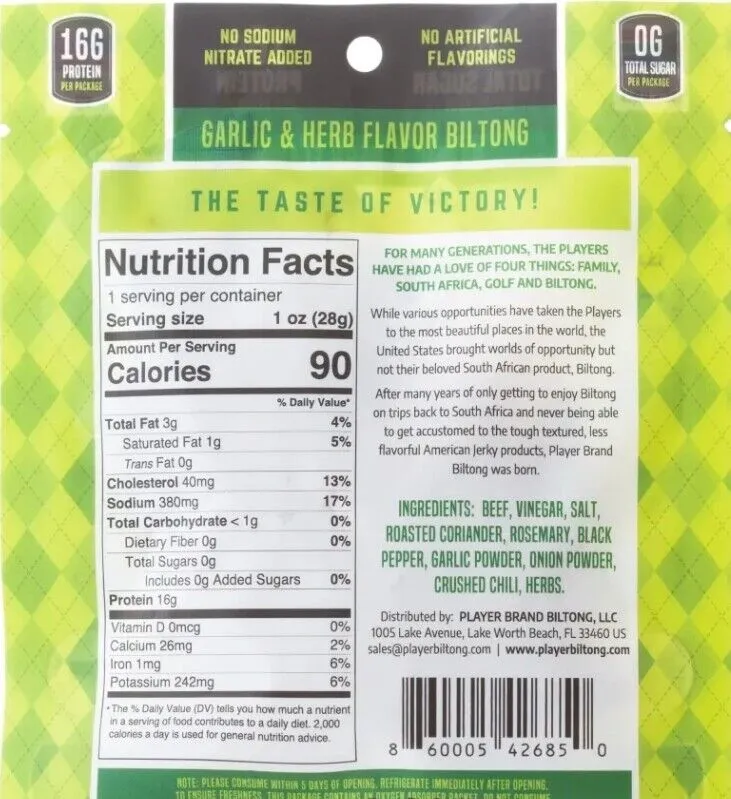 16G
PROTEIN
PER PACKAGE
NO SODIUM
NITRATE ADDED
NO ARTIFICIAL
FLAVORINGS
0G
TOTAL SUGAR
PER PACKAGE
GARLIC & HERB FLAVOR BILTONG
THE TASTE OF VICTORY!
Nutrition Facts
1 serving per container
Serving size 1 oz (28g)
Amount Per Serving
Calories 90
% Daily Value*
Total Fat 3g 4%
Saturated Fat 1g 5%
Trans Fat 0g
Cholesterol 40mg 13%
Sodium 380mg 17%
Total Carbohydrate < 1g 0%
Dietary Fiber 0g 0%
Total Sugars 0g
Includes 0g Added Sugars 0%
Protein 16g
Vitamin D 0mcg 0%
Calcium 26mg 2%
Iron 1mg 6%
Potassium 242mg 6%
*The % Daily Value (DV) tells you how much a nutrient
in a serving of food contributes to a daily diet. 2,000
calories a day is used for general nutrition advice.
FOR MANY GENERATIONS, THE PLAYERS
HAVE HAD A LOVE OF FOUR THINGS: FAMILY,
SOUTH AFRICA, GOLF AND BILTONG.
While various opportunities have taken the Players
to the most beautiful places in the world, the
United States brought worlds of opportunity but
not their beloved South African product, Biltong.
After many years of only getting to enjoy Biltong
on trips back to South Africa and never being able
to get accustomed to the tough textured, less
flavorful American Jerky products, Player Brand
Biltong was born.
INGREDIENTS: BEEF, VINEGAR, SALT,
ROASTED CORIANDER, ROSEMARY, BLACK
PEPPER, GARLIC POWDER, ONION POWDER,
CRUSHED CHILI, HERBS.
Distributed by: PLAYER BRAND BILTONG, LLC
1005 Lake Avenue, Lake Worth Beach, FL 33460 US
sales@playerbiltong.com | www.playerbiltong.com
8 60005 42685 0
NOTE: PLEASE CONSUME WITHIN 5 DAYS OF OPENING. REFRIGERATE IMMEDIATELY AFTER OPENING.
TO ENSURE FRESHNESS, THIS PACKAGE CONTAINS AN OXYGEN ABSORBER PACKET. DO NOT CONSUME